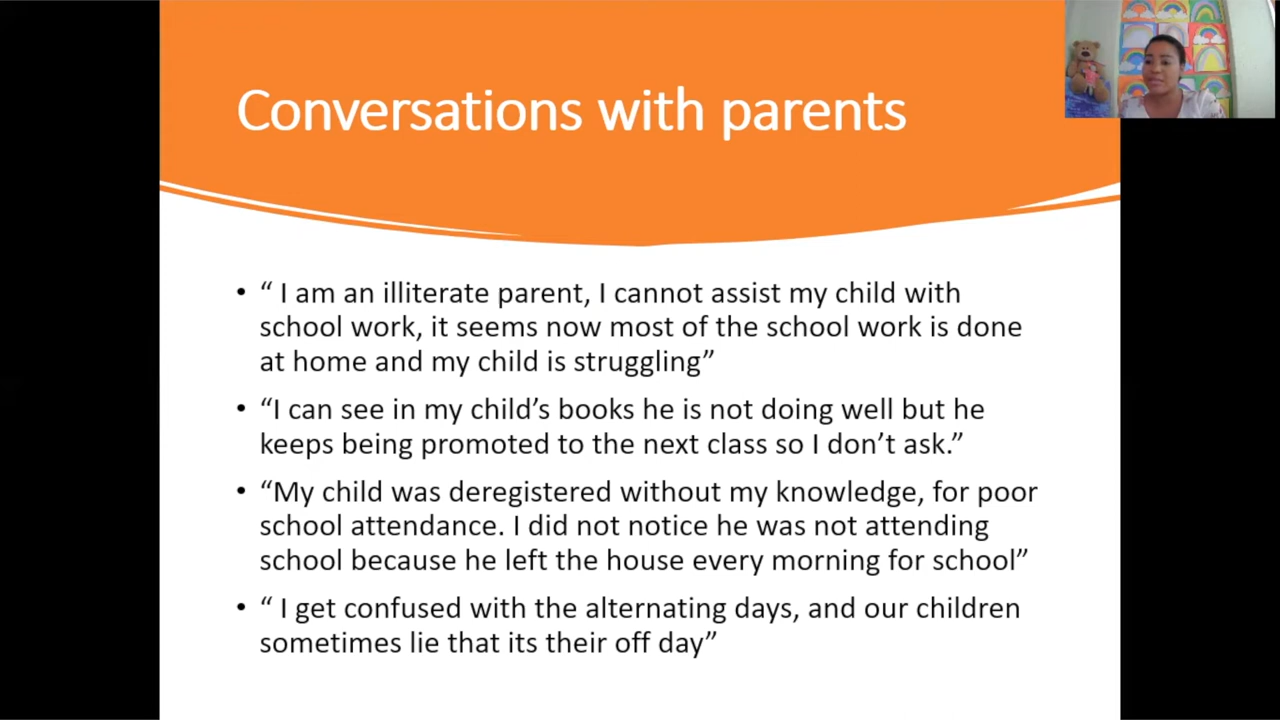 Conversations with parents
• “ I am an illiterate parent, I cannot assist my child with
school work, it seems now most of the school work is done
at home and my child is struggling”
• “I can see in my child’s books he is not doing well but he
keeps being promoted to the next class so I don’t ask.”
• “My child was deregistered without my knowledge, for poor
school attendance. I did not notice he was not attending
school because he left the house every morning for school”
• “ I get confused with the alternating days, and our children
sometimes lie that its their off day”